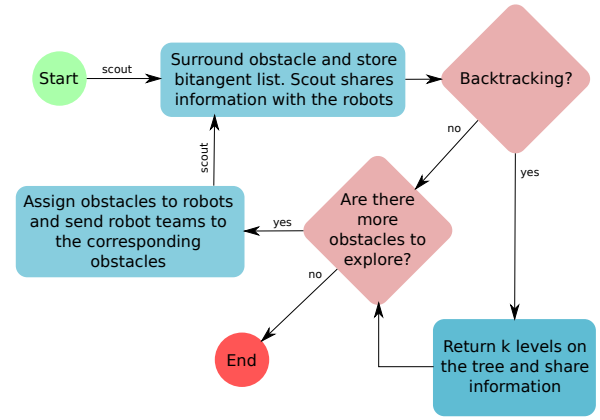 Start
scout
Surround obstacle and store
bitangent list. Scout shares
information with the robots
Backtracking?
no
yes
scout
Assign obstacles to robots
and send robot teams to
the corresponding
obstacles
yes
Are there
more
obstacles to
explore?
no
End
Return k levels on
the tree and share
information